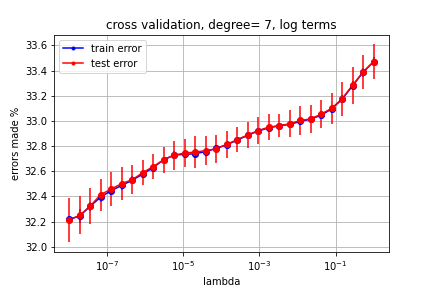 cross validation, degree= 7, log terms
train error
test error
errors made %
33.6
33.4
33.2
33.0
32.8
32.6
32.4
32.2
32.0
10⁻⁷
10⁻⁵
10⁻³
10⁻¹
lambda